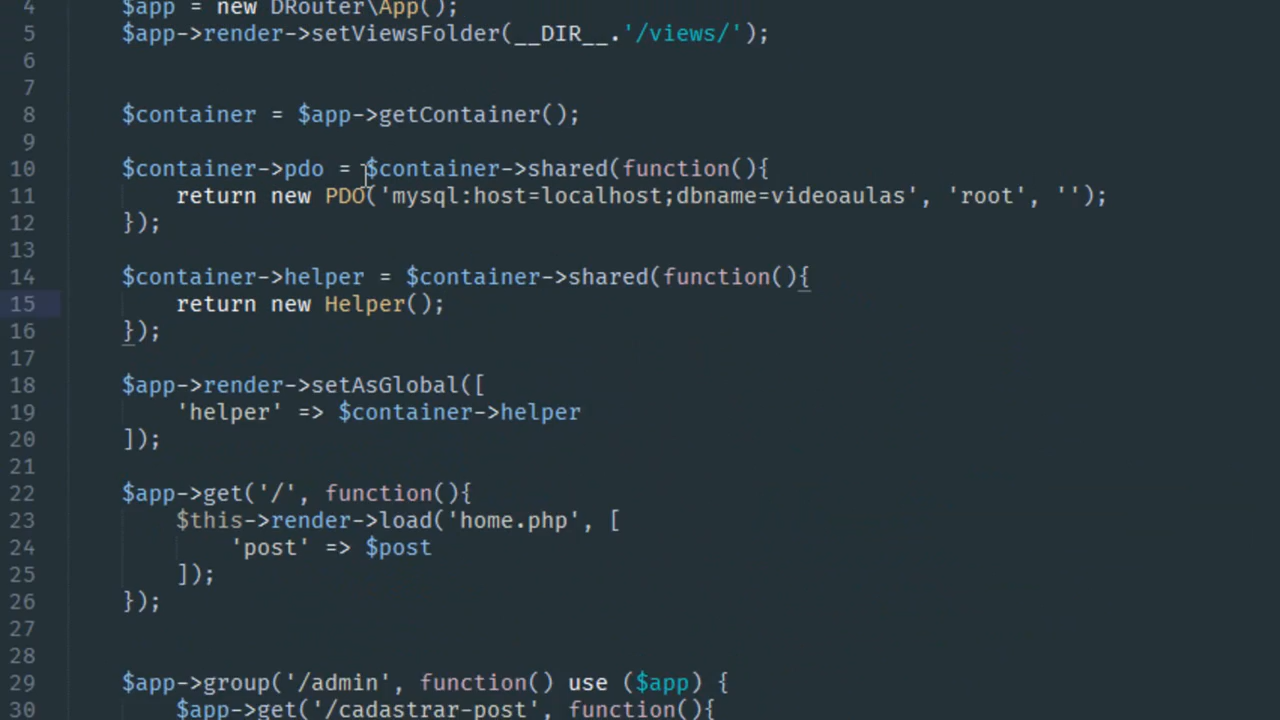 4 $app = new DRouter\App();
5 $app->render->setViewsFolder(__DIR__.'/views/');
6
7
8 $container = $app->getContainer();
9
10 $container->pdo = $container->shared(function(){
11 return new PDO('mysql:host=localhost;dbname=videoaulas', 'root', '');
12 });
13
14 $container->helper = $container->shared(function(){
15 return new Helper();
16 });
17
18 $app->render->setAsGlobal([
19 'helper' => $container->helper
20 ]);
21
22 $app->get('/', function(){
23 $this->render->load('home.php', [
24 'post' => $post
25 ]);
26 });
27
28
29 $app->group('/admin', function() use ($app) {
30 $app->get('/cadastrar-post', function(){